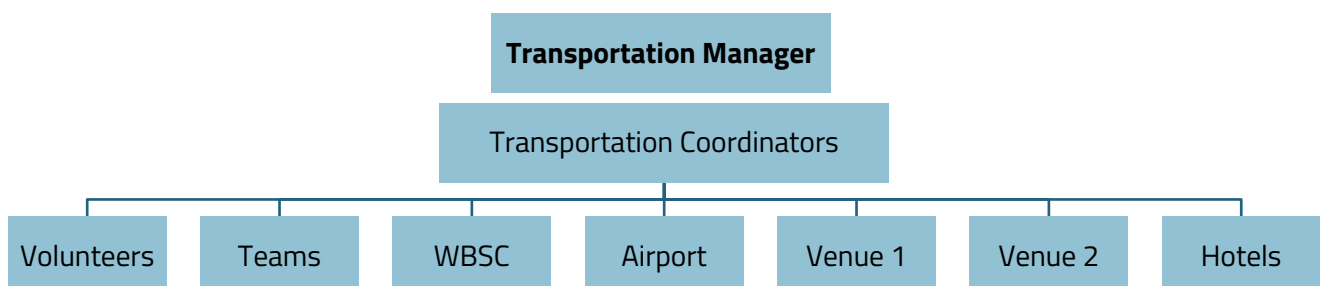 Transportation Manager
Transportation Coordinators
Volunteers
Teams
WBSC
Airport
Venue 1
Venue 2
Hotels